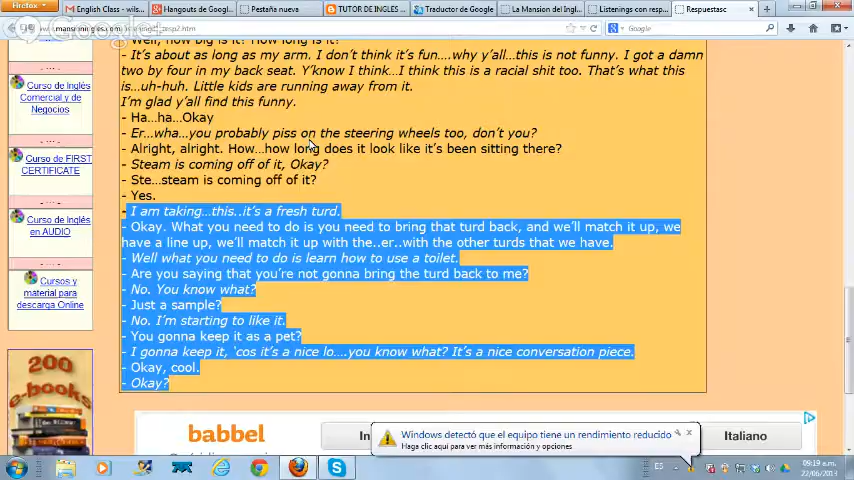 Firefox
English Class - wils...
Hangouts de Googl...
Pestaña nueva
TUTOR DE INGLES ...
Traductor de Google
La Mansion del Ingl...
Listenings con resp...
Respuestasc
www.mansioningles.com
Google
Google+
- Well, how big is it? How long is it?
- It's about as long as my arm. I don't think it's fun....why y'all...this is not funny. I got a damn
two by four in my back seat. Y'know I think...I think this is a racial shit too. That's what this
is...uh-huh. Little kids are running away from it.
I'm glad y'all find this funny.
- Ha...ha...Okay
- Er...wha...you probably piss on the steering wheels too, don't you?
- Alright, alright. How...how long does it look like it's been sitting there?
- Steam is coming off of it, Okay?
- Ste...steam is coming off of it?
- Yes.
- I am taking...this..it's a fresh turd.
- Okay. What you need to do is you need to bring that turd back, and we'll match it up, we
have a line up, we'll match it up with the..er..with the other turds that we have.
- Well what you need to do is learn how to use a toilet.
- Are you saying that you're not gonna bring the turd back to me?
- No. You know what?
- Just a sample?
- No. I'm starting to like it.
- You gonna keep it as a pet?
- I gonna keep it, 'cos it's a nice lo....you know what? It's a nice conversation piece.
- Okay, cool.
- Okay?
- --- -
Curso de Inglés
Comercial y de
Negocios
- --- -
Curso de FIRST
CERTIFICATE
- --- -
Curso de Inglés
en AUDIO
- --- -
Cursos y
material para
descarga Online
200
e-books
babbel
In
Italiano
Windows detectó que el equipo tiene un rendimiento reducido
Haga clic aquí para ver más información y opciones
ES
09:19 a.m.
22/06/2013